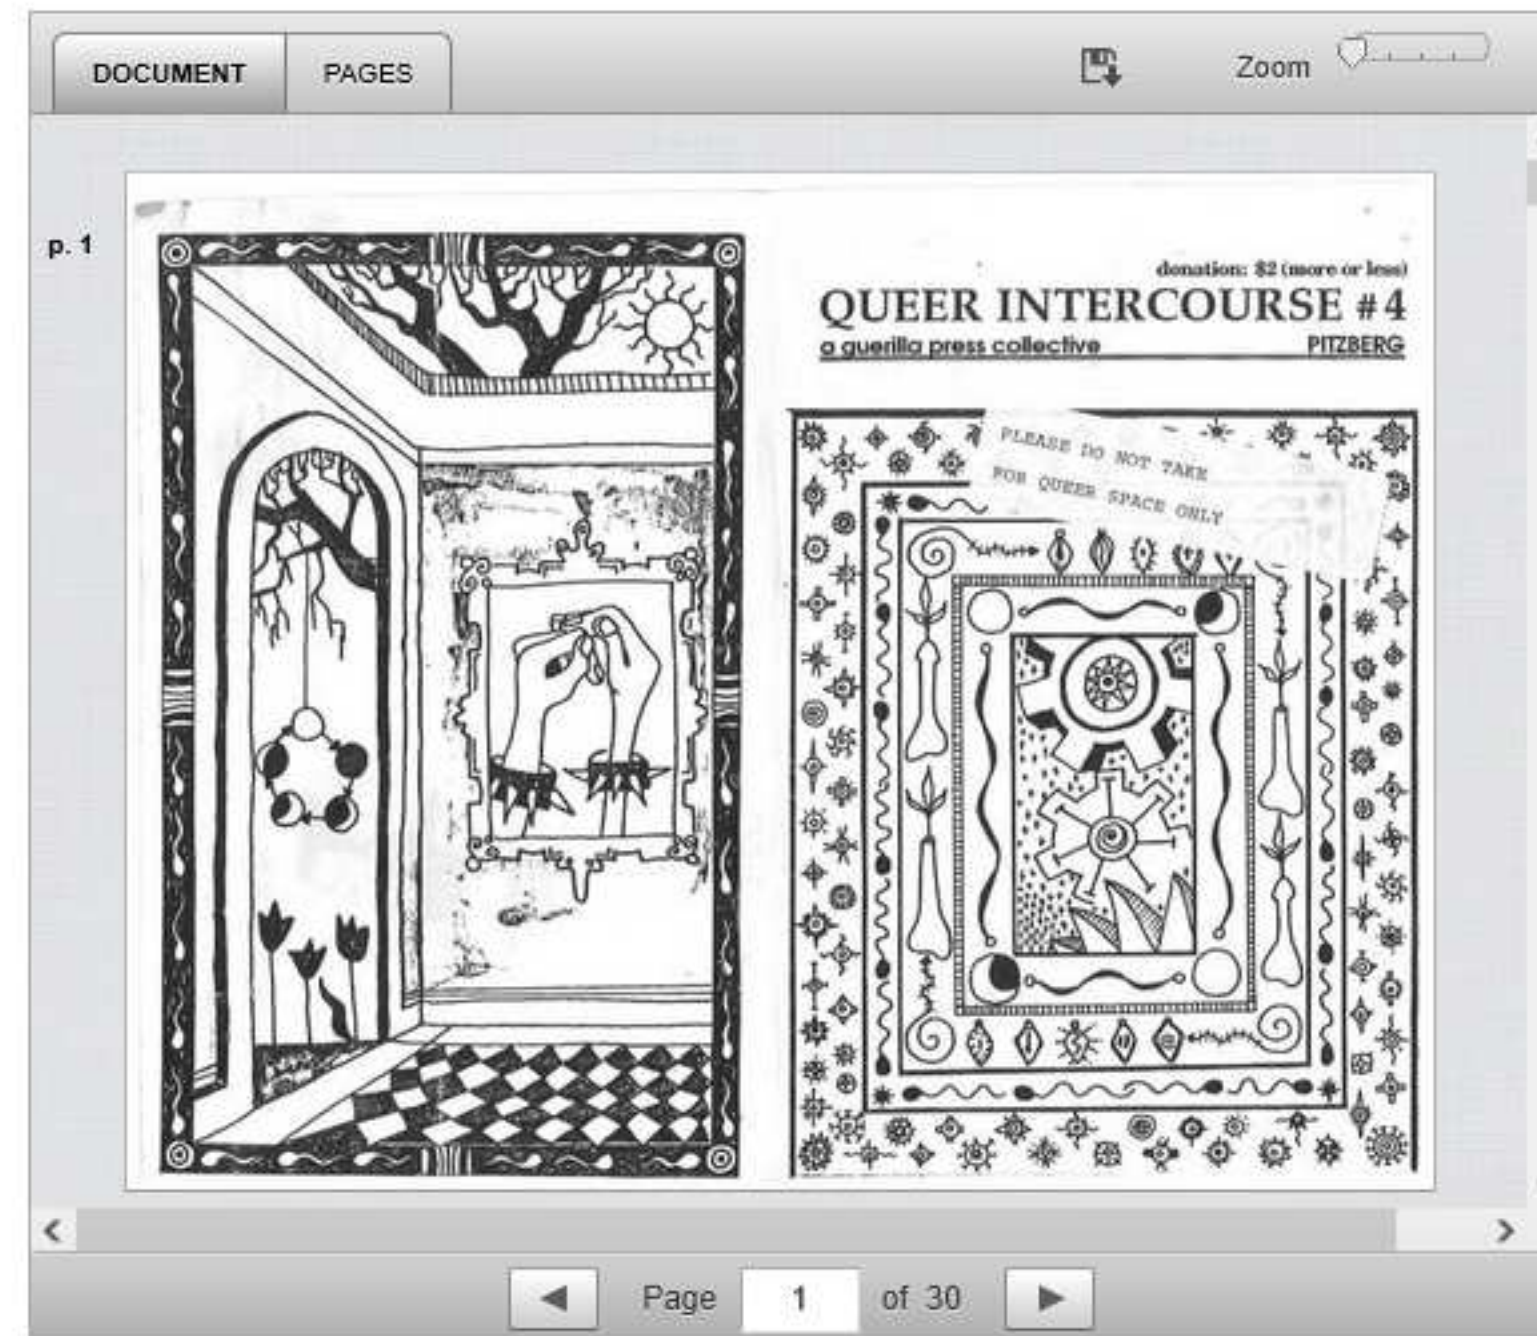 DOCUMENT
PAGES
Zoom
p. 1
donation: $2 (more or less)
QUEER INTERCOURSE #4
a guerilla press collective PITZBERG
PLEASE DO NOT TAKE
FOR QUEER SPACE ONLY
Page 1 of 30